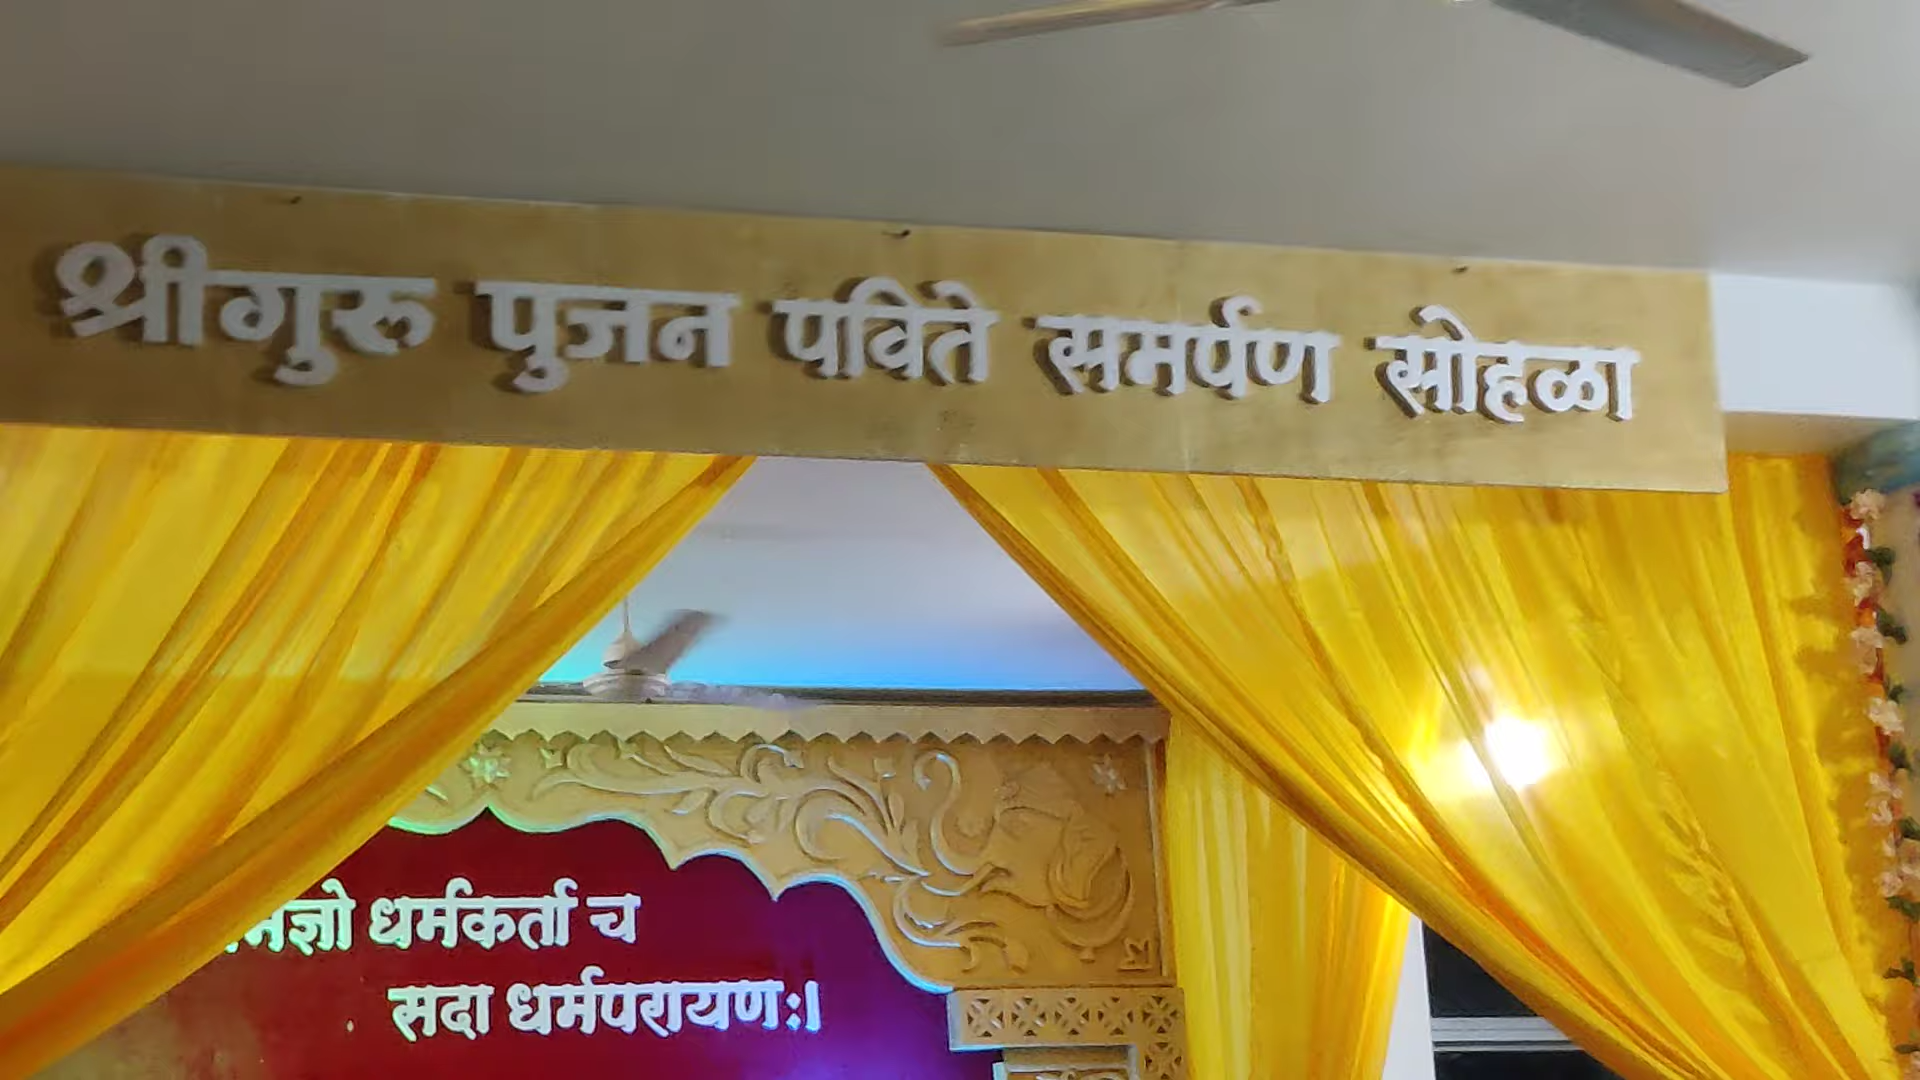 श्रीगुरु पुजन पविते समर्पण सोहळा
धर्मकर्ता च
सदा धर्मपरायणः।